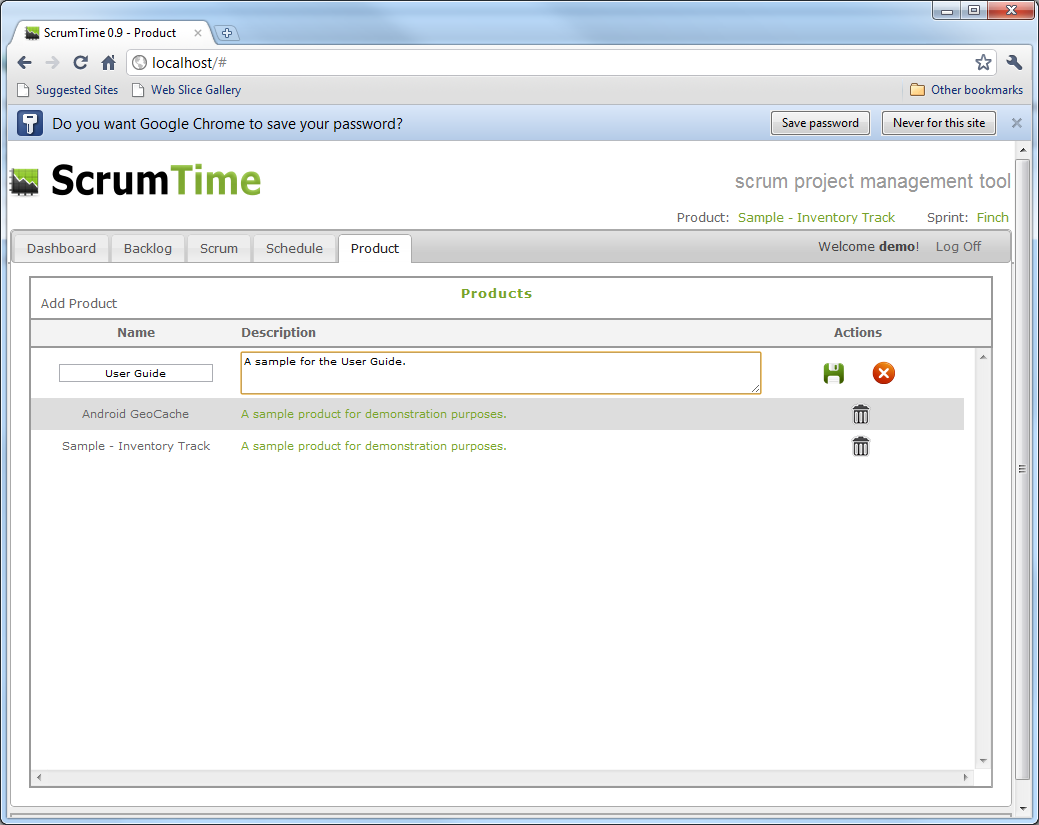 ScrumTime 0.9 - Product
localhost/#
Suggested Sites Web Slice Gallery Other bookmarks
Do you want Google Chrome to save your password? Save password Never for this site
ScrumTime
scrum project management tool
Product: Sample - Inventory Track Sprint: Finch
Dashboard Backlog Scrum Schedule Product Welcome demo! Log Off
Products
Add Product
Name Description Actions
User Guide A sample for the User Guide.
Android GeoCache A sample product for demonstration purposes.
Sample - Inventory Track A sample product for demonstration purposes.